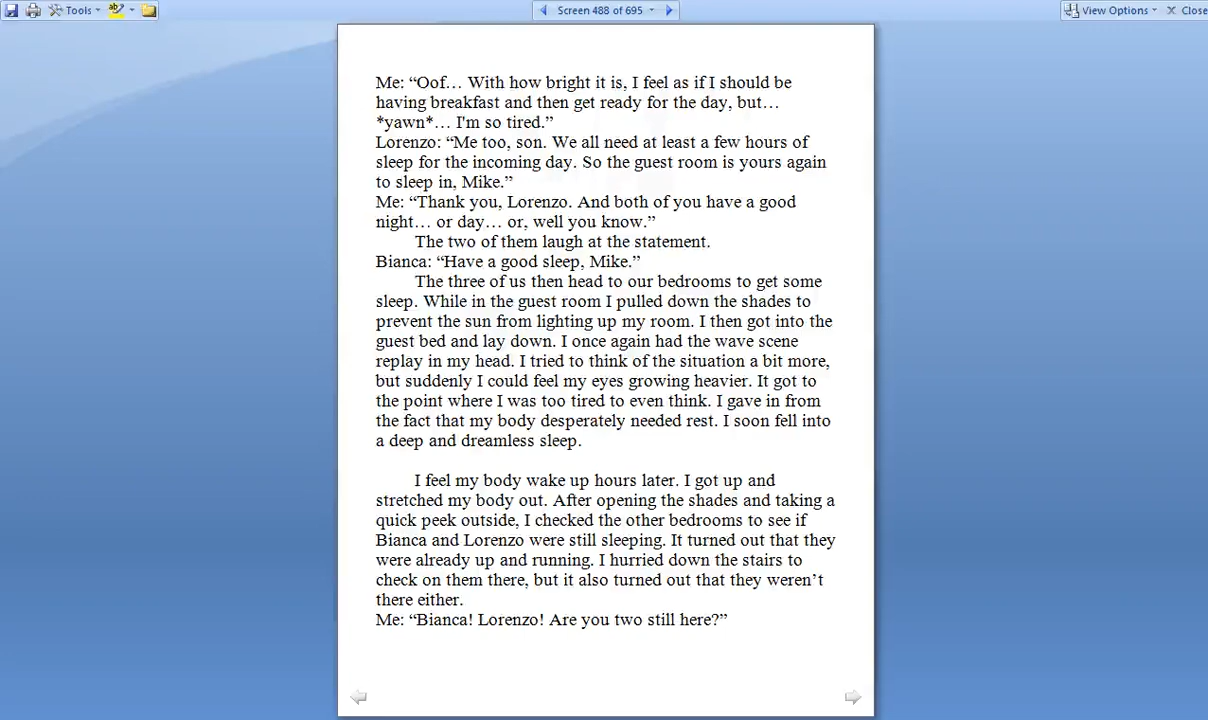 Tools
Screen 488 of 695
View Options
Close
Me: “Oof… With how bright it is, I feel as if I should be
having breakfast and then get ready for the day, but…
*yawn*… I'm so tired.”
Lorenzo: “Me too, son. We all need at least a few hours of
sleep for the incoming day. So the guest room is yours again
to sleep in, Mike.”
Me: “Thank you, Lorenzo. And both of you have a good
night… or day… or, well you know.”
The two of them laugh at the statement.
Bianca: “Have a good sleep, Mike.”
The three of us then head to our bedrooms to get some
sleep. While in the guest room I pulled down the shades to
prevent the sun from lighting up my room. I then got into the
guest bed and lay down. I once again had the wave scene
replay in my head. I tried to think of the situation a bit more,
but suddenly I could feel my eyes growing heavier. It got to
the point where I was too tired to even think. I gave in from
the fact that my body desperately needed rest. I soon fell into
a deep and dreamless sleep.
I feel my body wake up hours later. I got up and
stretched my body out. After opening the shades and taking a
quick peek outside, I checked the other bedrooms to see if
Bianca and Lorenzo were still sleeping. It turned out that they
were already up and running. I hurried down the stairs to
check on them there, but it also turned out that they weren’t
there either.
Me: “Bianca! Lorenzo! Are you two still here?”